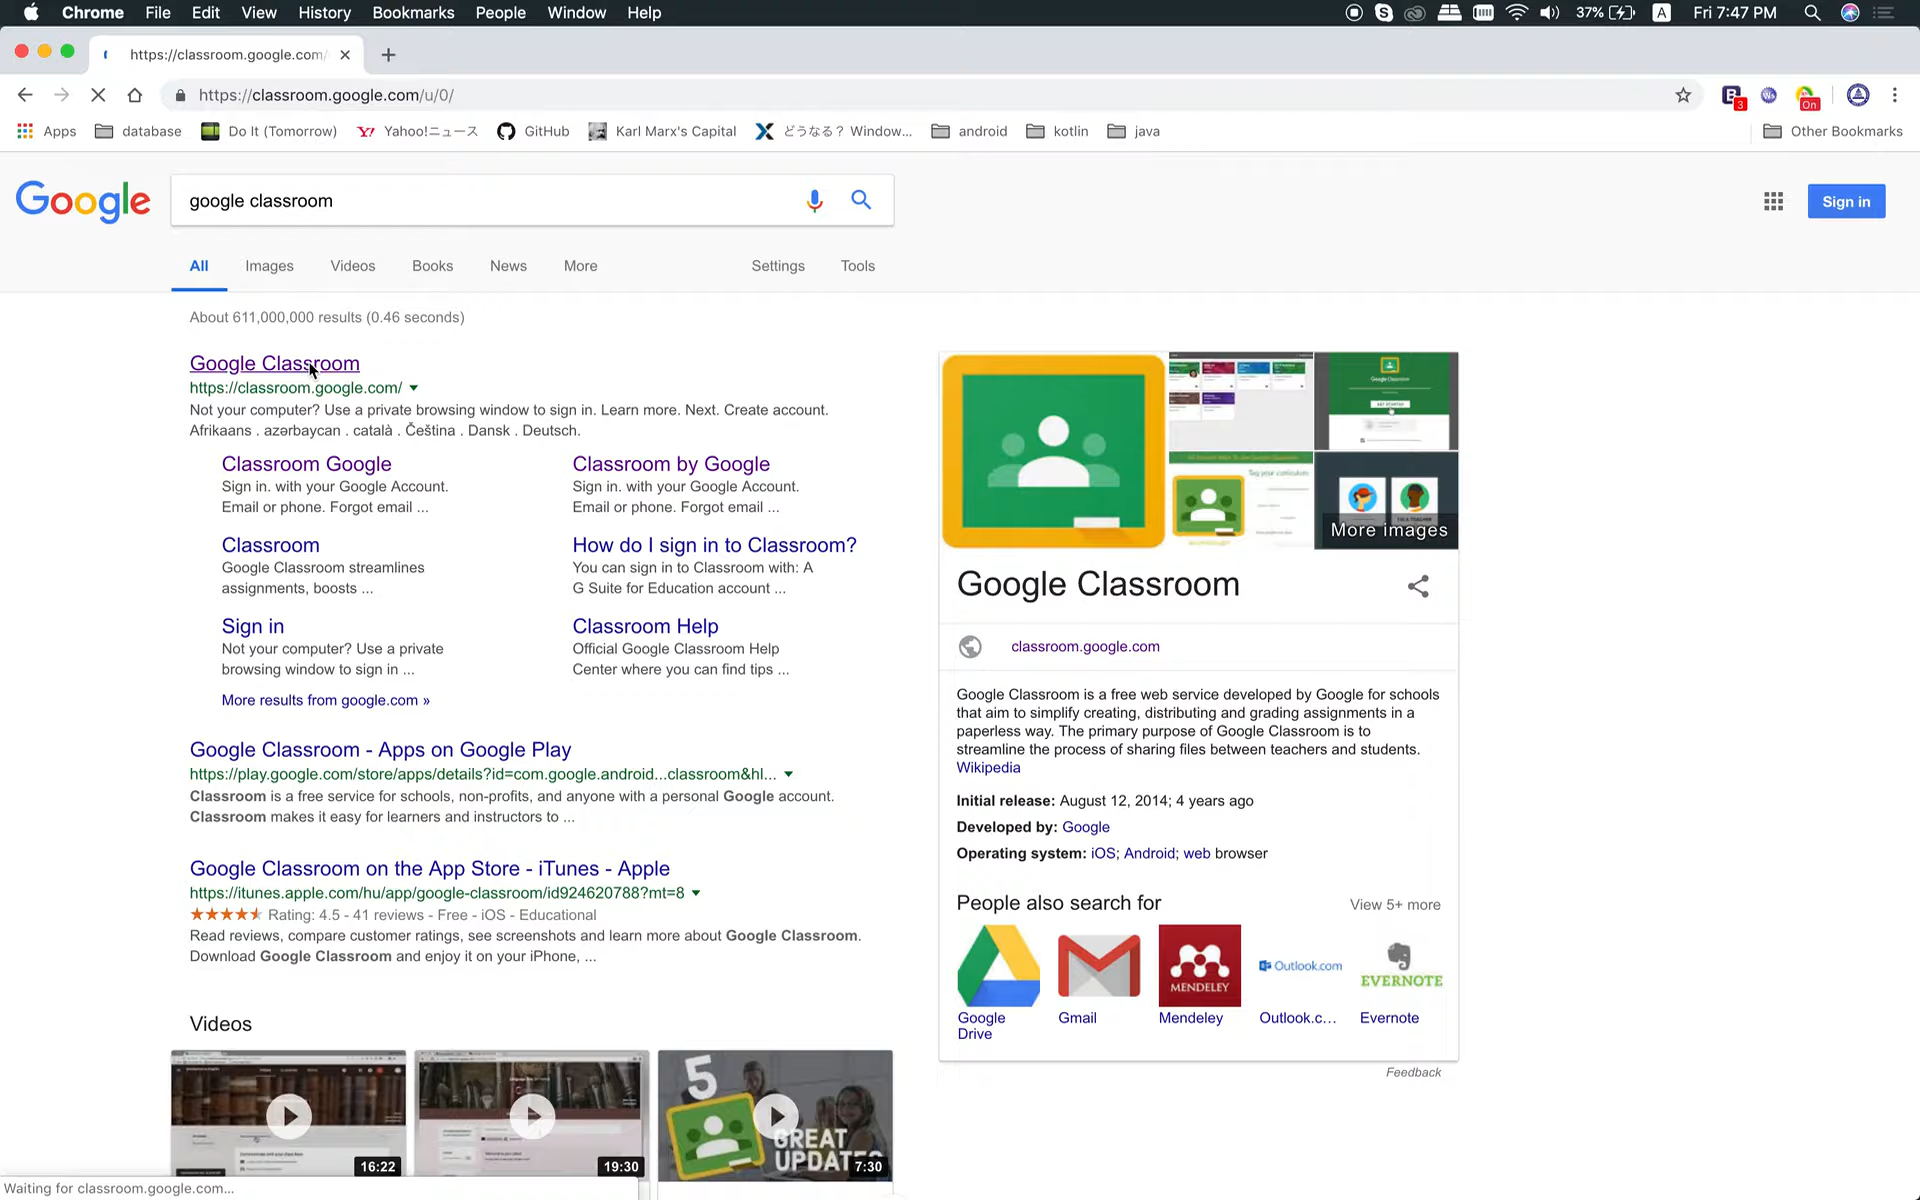 Chrome File Edit View History Bookmarks People Window Help 37% A Fri 7:47 PM
https://classroom.google.com/
https://classroom.google.com/u/0/ 3 On
Apps database Do It (Tomorrow) Yahoo!ニュース GitHub Karl Marx's Capital どうなる? Window... android kotlin java Other Bookmarks
Google google classroom Sign in
All Images Videos Books News More Settings Tools
About 611,000,000 results (0.46 seconds)
Google Classroom
https://classroom.google.com/
Not your computer? Use a private browsing window to sign in. Learn more. Next. Create account.
Afrikaans . azərbaycan . català . Čeština . Dansk . Deutsch.
Classroom Google
Sign in. with your Google Account.
Email or phone. Forgot email ...
Classroom by Google
Sign in. with your Google Account.
Email or phone. Forgot email ...
Classroom
Google Classroom streamlines
assignments, boosts ...
How do I sign in to Classroom?
You can sign in to Classroom with: A
G Suite for Education account ...
Sign in
Not your computer? Use a private
browsing window to sign in ...
Classroom Help
Official Google Classroom Help
Center where you can find tips ...
More results from google.com »
Google Classroom - Apps on Google Play
https://play.google.com/store/apps/details?id=com.google.android...classroom&hl...
Classroom is a free service for schools, non-profits, and anyone with a personal Google account.
Classroom makes it easy for learners and instructors to ...
Google Classroom on the App Store - iTunes - Apple
https://itunes.apple.com/hu/app/google-classroom/id924620788?mt=8
Rating: 4.5 - 41 reviews - Free - iOS - Educational
Read reviews, compare customer ratings, see screenshots and learn more about Google Classroom.
Download Google Classroom and enjoy it on your iPhone, ...
Videos
16:22
19:30
5
GREAT
UPDATES
7:30
Waiting for classroom.google.com...
More images
Google Classroom
classroom.google.com
Google Classroom is a free web service developed by Google for schools
that aim to simplify creating, distributing and grading assignments in a
paperless way. The primary purpose of Google Classroom is to
streamline the process of sharing files between teachers and students.
Wikipedia
Initial release: August 12, 2014; 4 years ago
Developed by: Google
Operating system: iOS; Android; web browser
People also search for View 5+ more
MENDELEY
Outlook.com
EVERNOTE
Google
Drive
Gmail
Mendeley
Outlook.c...
Evernote
Feedback